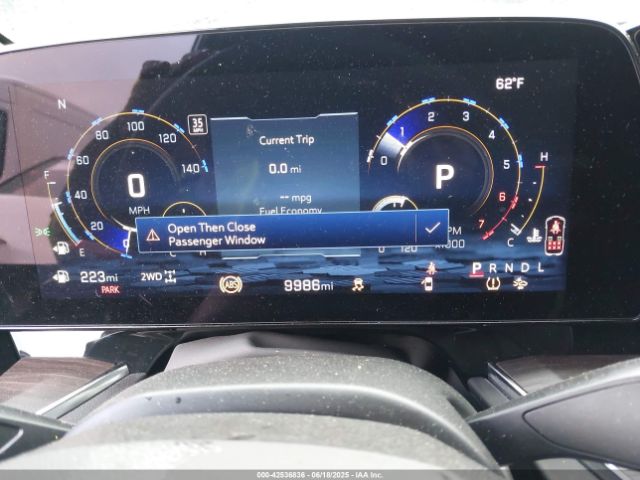 N
62°F
35
MPH
Current Trip
0.0 mi
-- mpg
Fuel Economy
0
MPH
20
40
60
80
100
120
140
F
E
P
0
1
2
3
4
5
6
7
x1000
H
C
Open Then Close
Passenger Window
C
H
0
120
223mi
2WD
PARK
ABS
9986mi
P R N D L
000-42536836 - 06/18/2025 - IAA